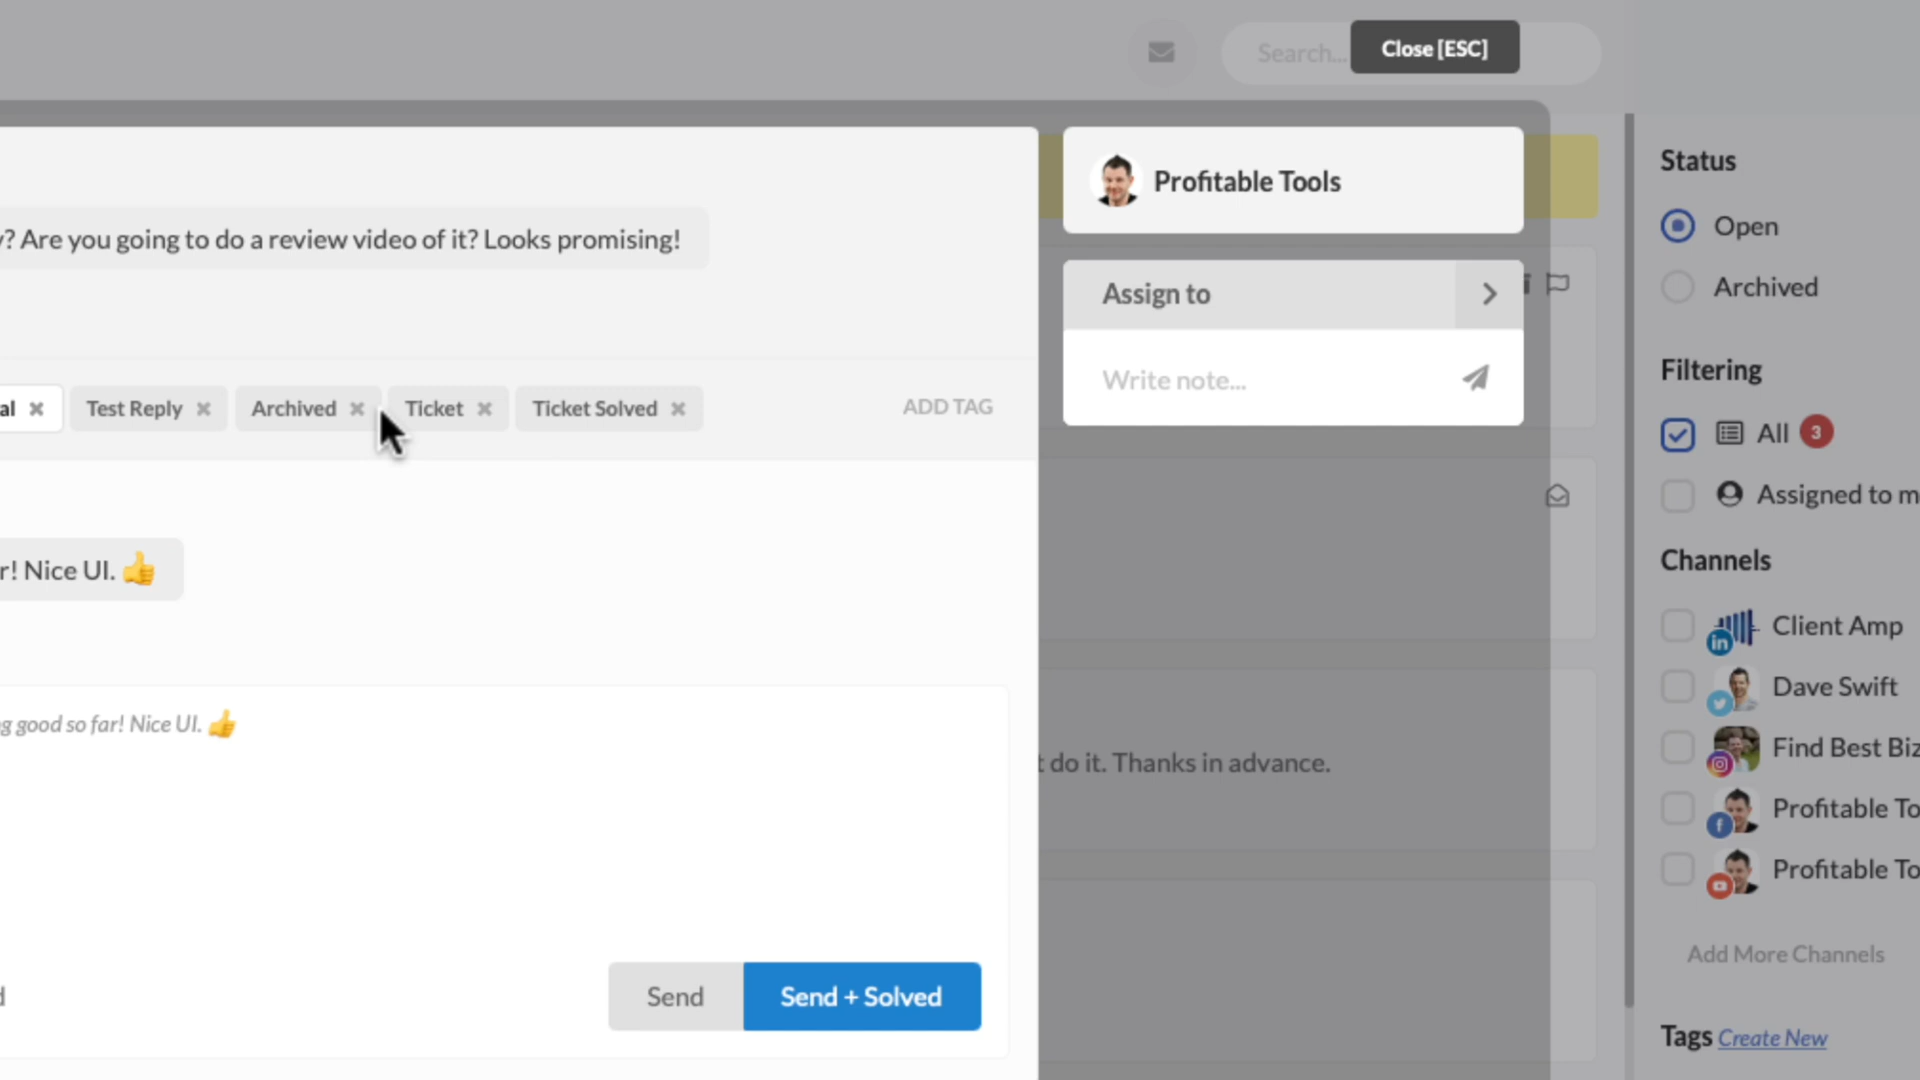 Search...
Close [ESC]
? Are you going to do a review video of it? Looks promising!
al
Test Reply
Archived
Ticket
Ticket Solved
ADD TAG
r! Nice UI. 👍
g good so far! Nice UI. 👍
Send
Send + Solved
Profitable Tools
Assign to
Write note...
t do it. Thanks in advance.
Status
Open
Archived
Filtering
All 3
Assigned to m
Channels
Client Amp
Dave Swift
Find Best Biz
Profitable To
Profitable To
Add More Channels
Tags Create New